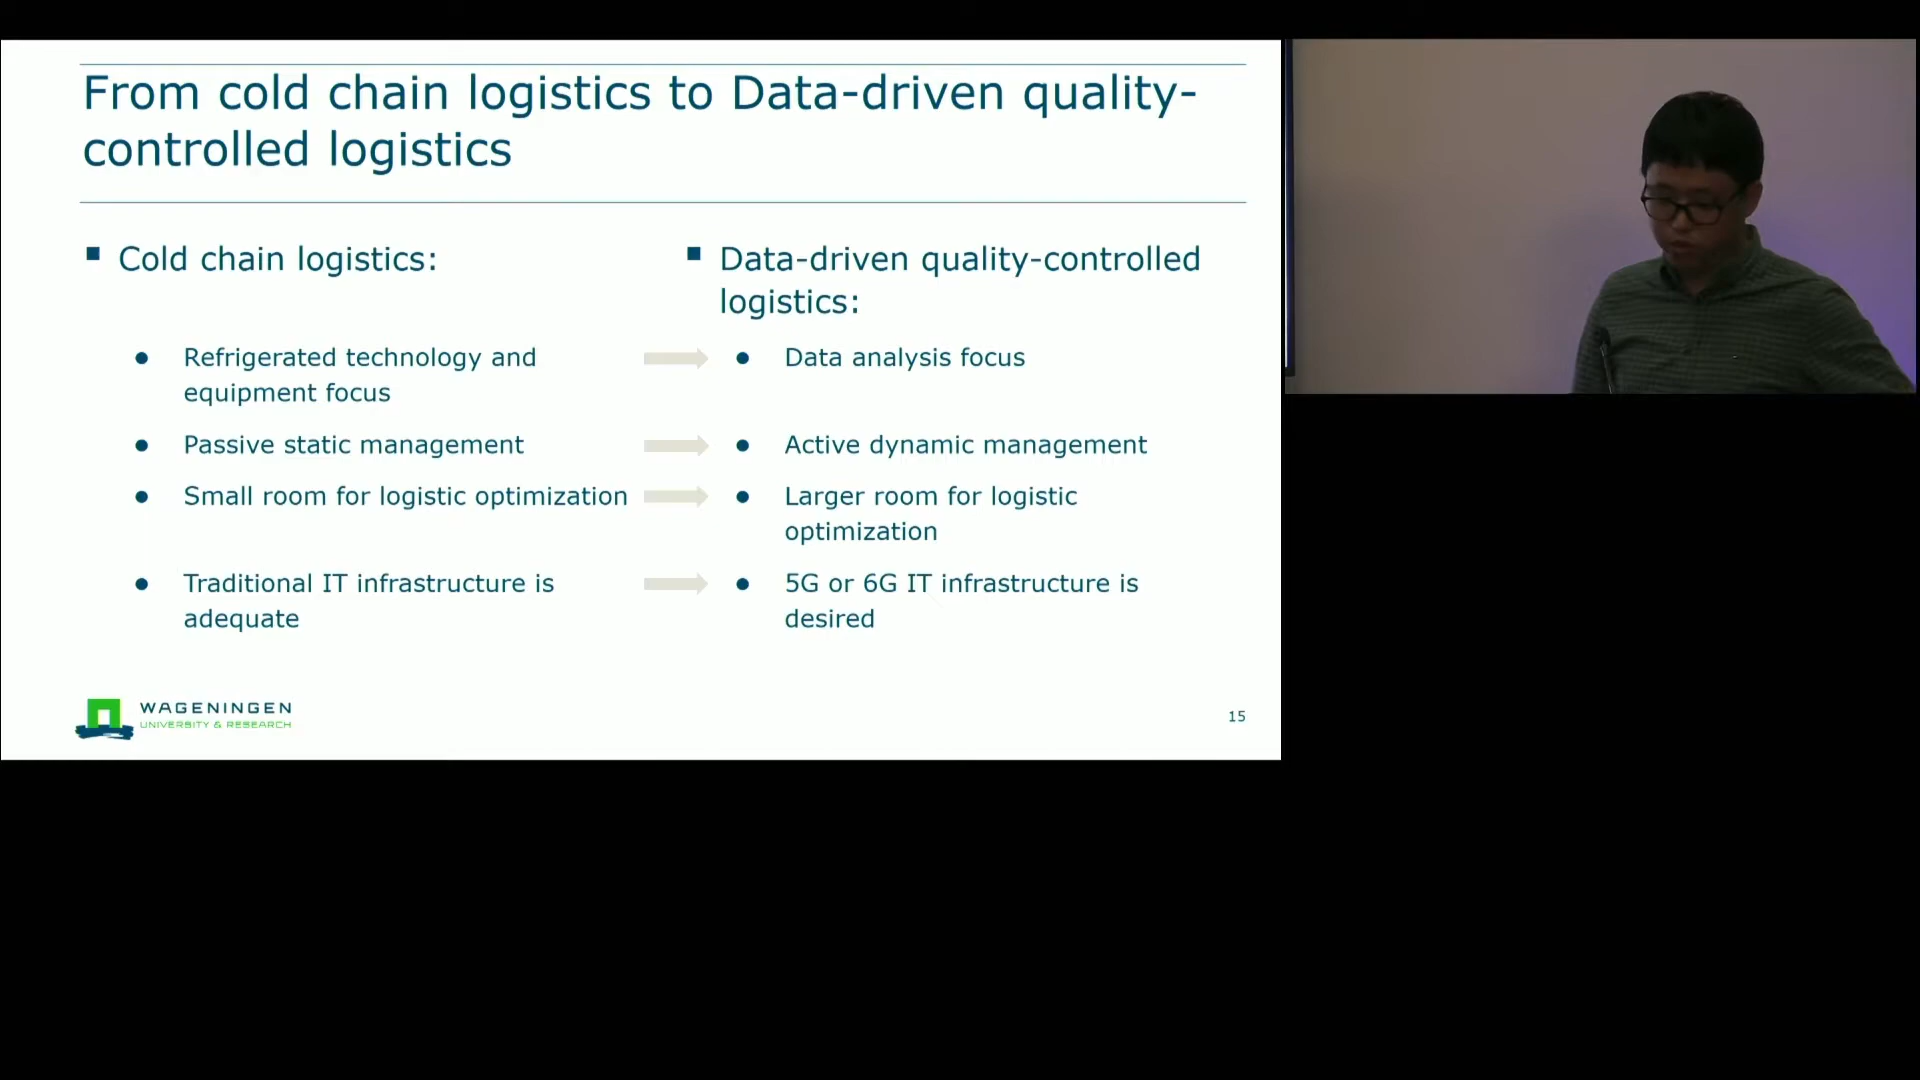 From cold chain logistics to Data-driven quality-
controlled logistics
Cold chain logistics:
Refrigerated technology and
equipment focus
Passive static management
Small room for logistic optimization
Traditional IT infrastructure is
adequate
Data-driven quality-controlled
logistics:
Data analysis focus
Active dynamic management
Larger room for logistic
optimization
5G or 6G IT infrastructure is
desired
WAGENINGEN
UNIVERSITY & RESEARCH
15